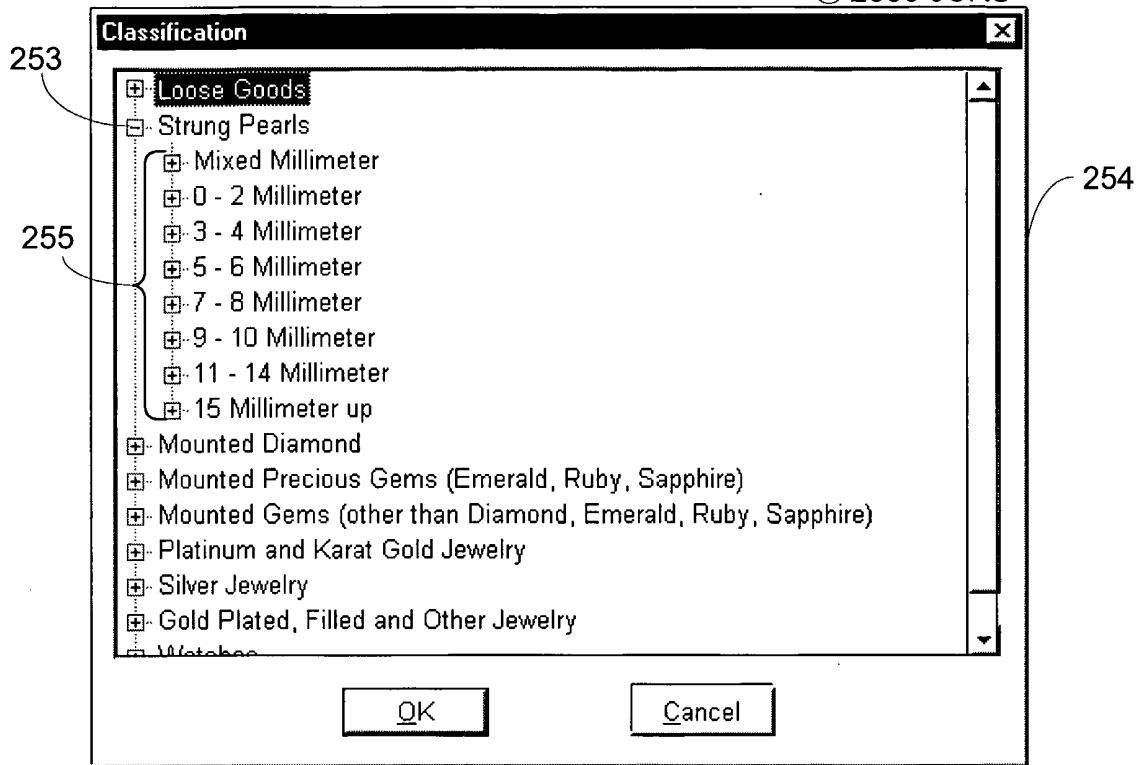 Classification
253
Loose Goods
Strung Pearls
Mixed Millimeter
0 - 2 Millimeter
254
3 - 4 Millimeter
255
5 - 6 Millimeter
7 - 8 Millimeter
9 - 10 Millimeter
11 - 14 Millimeter
15 Millimeter up
Mounted Diamond
Mounted Precious Gems (Emerald, Ruby, Sapphire)
Mounted Gems (other than Diamond, Emerald, Ruby, Sapphire)
Platinum and Karat Gold Jewelry
Silver Jewelry
Gold Plated, Filled and Other Jewelry
Watches
OK
Cancel